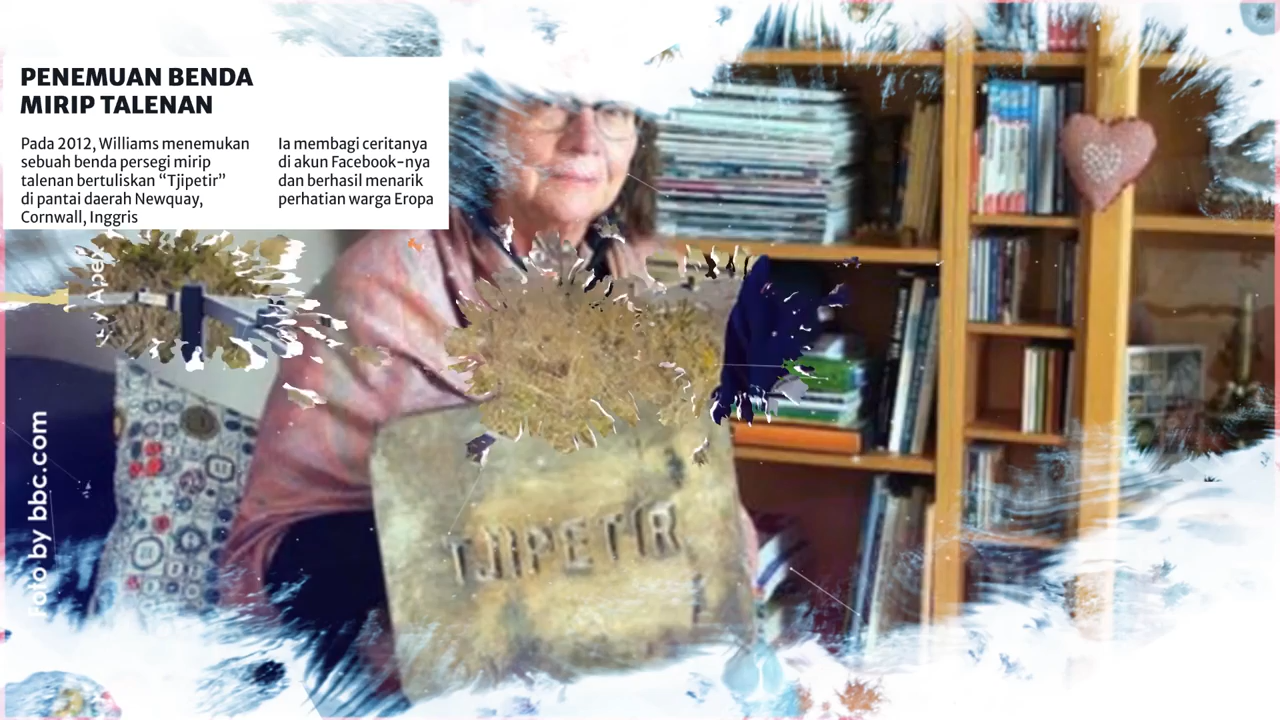 PENEMUAN BENDA
MIRIP TALENAN
Pada 2012, Williams menemukan
sebuah benda persegi mirip
talenan bertuliskan “Tjipetir”
di pantai daerah Newquay,
Cornwall, Inggris
Ia membagi ceritanya
di akun Facebook-nya
dan berhasil menarik
perhatian warga Eropa
Foto by bbc.com
TJIPETIR